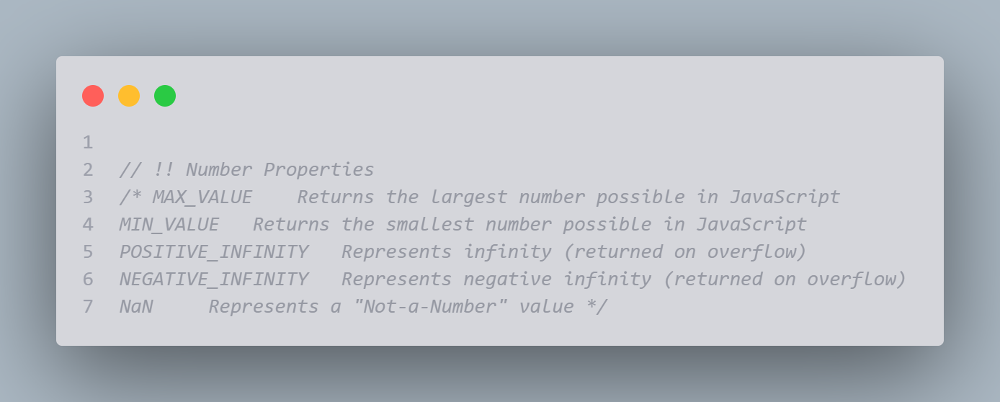 1
2 // !! Number Properties
3 /* MAX_VALUE    Returns the largest number possible in JavaScript
4 MIN_VALUE   Returns the smallest number possible in JavaScript
5 POSITIVE_INFINITY   Represents infinity (returned on overflow)
6 NEGATIVE_INFINITY   Represents negative infinity (returned on overflow)
7 NaN     Represents a "Not-a-Number" value */